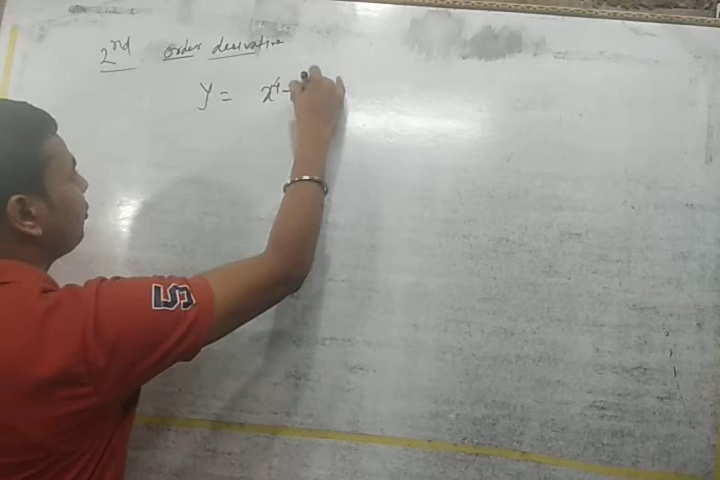 2nd order derivative
y = x⁴ -
S